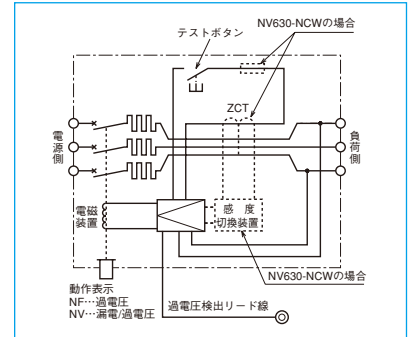 テストボタン
NV630-NCWの場合
ZCT
電源側
負荷側
電磁
装置
感 度
切換装置
NV630-NCWの場合
動作表示
NF…過電圧
NV…漏電/過電圧
過電圧検出リード線